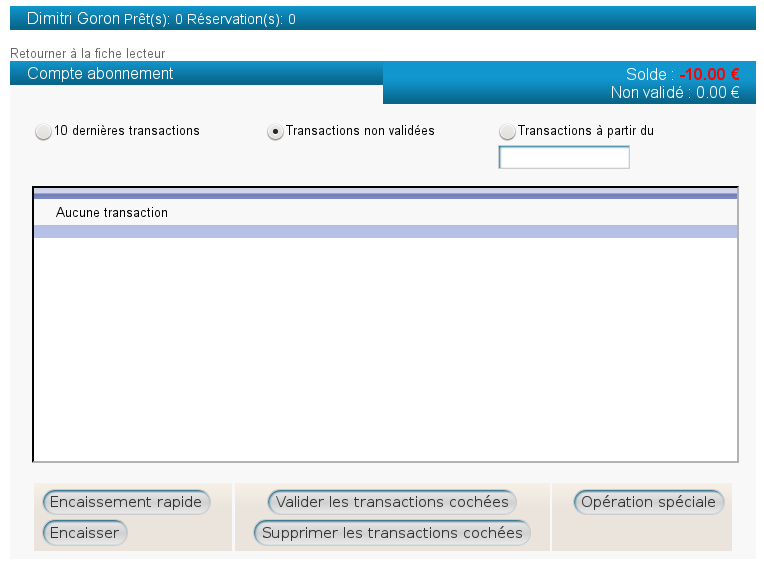 Dimitri Goron Prêt(s): 0 Réservation(s): 0
Retourner à la fiche lecteur
Compte abonnement
Solde : -10.00 €
Non validé : 0.00 €
10 dernières transactions
Transactions non validées
Transactions à partir du
Aucune transaction
Encaissement rapide
Valider les transactions cochées
Opération spéciale
Encaisser
Supprimer les transactions cochées